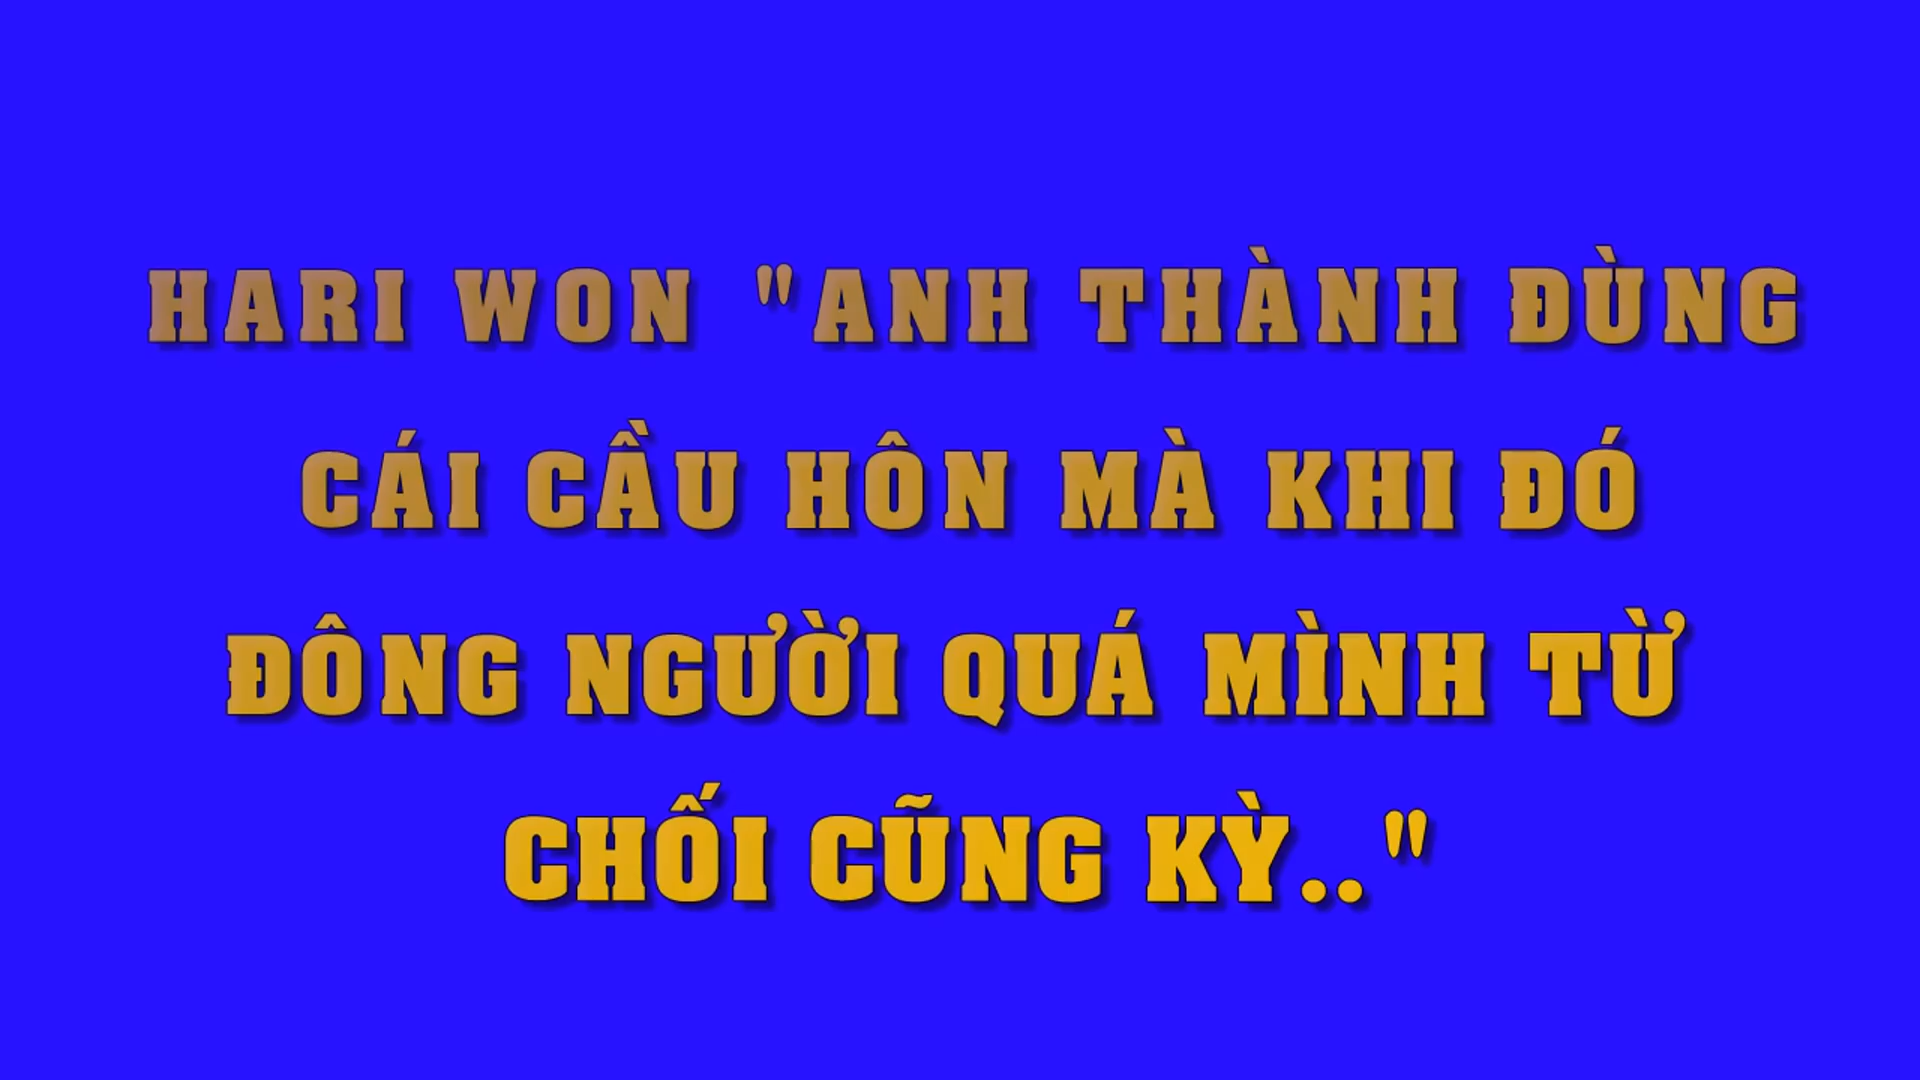 HARI WON "ANH THÀNH ĐÙNG
CÁI CẦU HÔN MÀ KHI ĐÓ
ĐÔNG NGƯỜI QUÁ MÌNH TỪ
CHỐI CŨNG KỲ.."